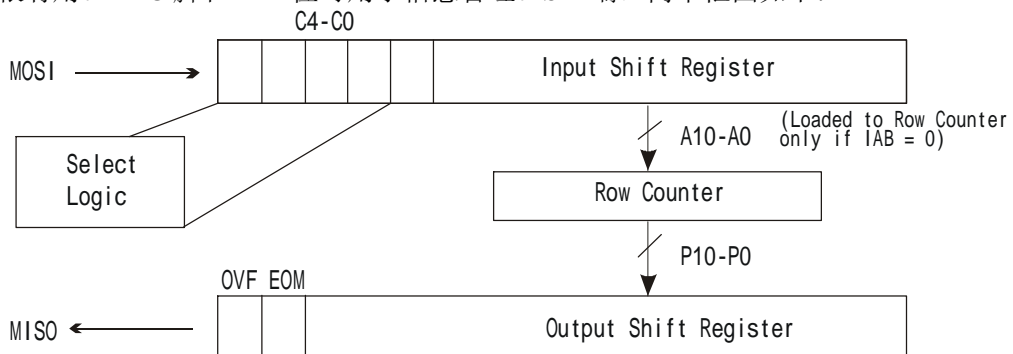 C4-C0
MOSI
Input Shift Register
A10-A0
(Loaded to Row Counter
only if IAB = 0)
Select
Logic
Row Counter
P10-P0
OVF EOM
MISO
Output Shift Register